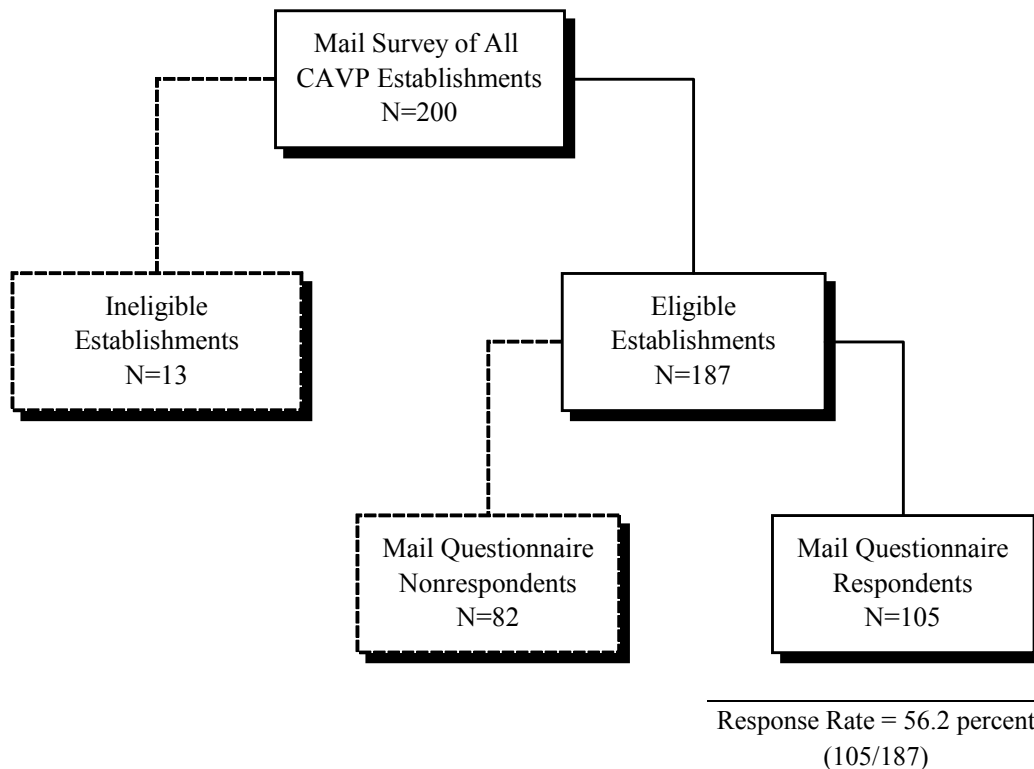 Mail Survey of All
CAVP Establishments
N=200
Ineligible
Establishments
N=13
Eligible
Establishments
N=187
Mail Questionnaire
Nonrespondents
N=82
Mail Questionnaire
Respondents
N=105
Response Rate = 56.2 percent
(105/187)